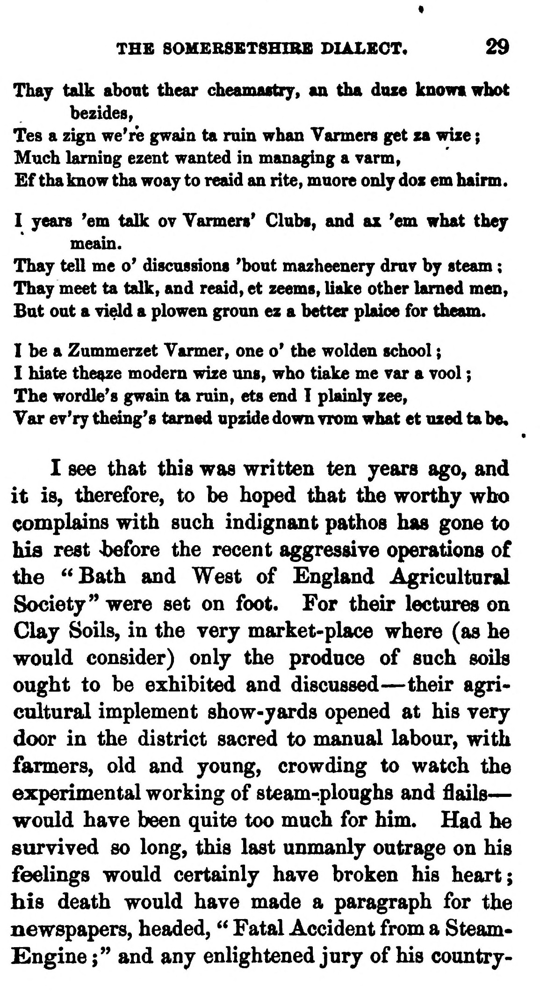 THE SOMERSETSHIRE DIALECT. 29
Thay talk about thear cheamastry, an tha duze knows whot
bezides,
Tes a zign we're gwain ta ruin whan Varmers get za wize;
Much larning ezent wanted in managing a varm,
Ef tha know tha woay to reaid an rite, muore only doz em hairm.
I years 'em talk ov Varmers' Clubs, and ax 'em what they
meain.
Thay tell me o' discussions 'bout mazheenery druv by steam;
Thay meet ta talk, and reaid, et zeems, liake other larned men,
But out a vield a plowen groun ez a better plaice for theam.
I be a Zummerzet Varmer, one o' the wolden school;
I hiate theaze modern wize uns, who tiake me var a vool;
The wordle's gwain ta ruin, ets end I plainly zee,
Var ev'ry theing's tarned upzide down vrom what et uzed ta be.
I see that this was written ten years ago, and
it is, therefore, to be hoped that the worthy who
complains with such indignant pathos has gone to
his rest before the recent aggressive operations of
the "Bath and West of England Agricultural
Society" were set on foot. For their lectures on
Clay Soils, in the very market-place where (as he
would consider) only the produce of such soils
ought to be exhibited and discussed—their agri-
cultural implement show-yards opened at his very
door in the district sacred to manual labour, with
farmers, old and young, crowding to watch the
experimental working of steam-ploughs and flails—
would have been quite too much for him. Had he
survived so long, this last unmanly outrage on his
feelings would certainly have broken his heart;
his death would have made a paragraph for the
newspapers, headed, "Fatal Accident from a Steam-
Engine;" and any enlightened jury of his country-